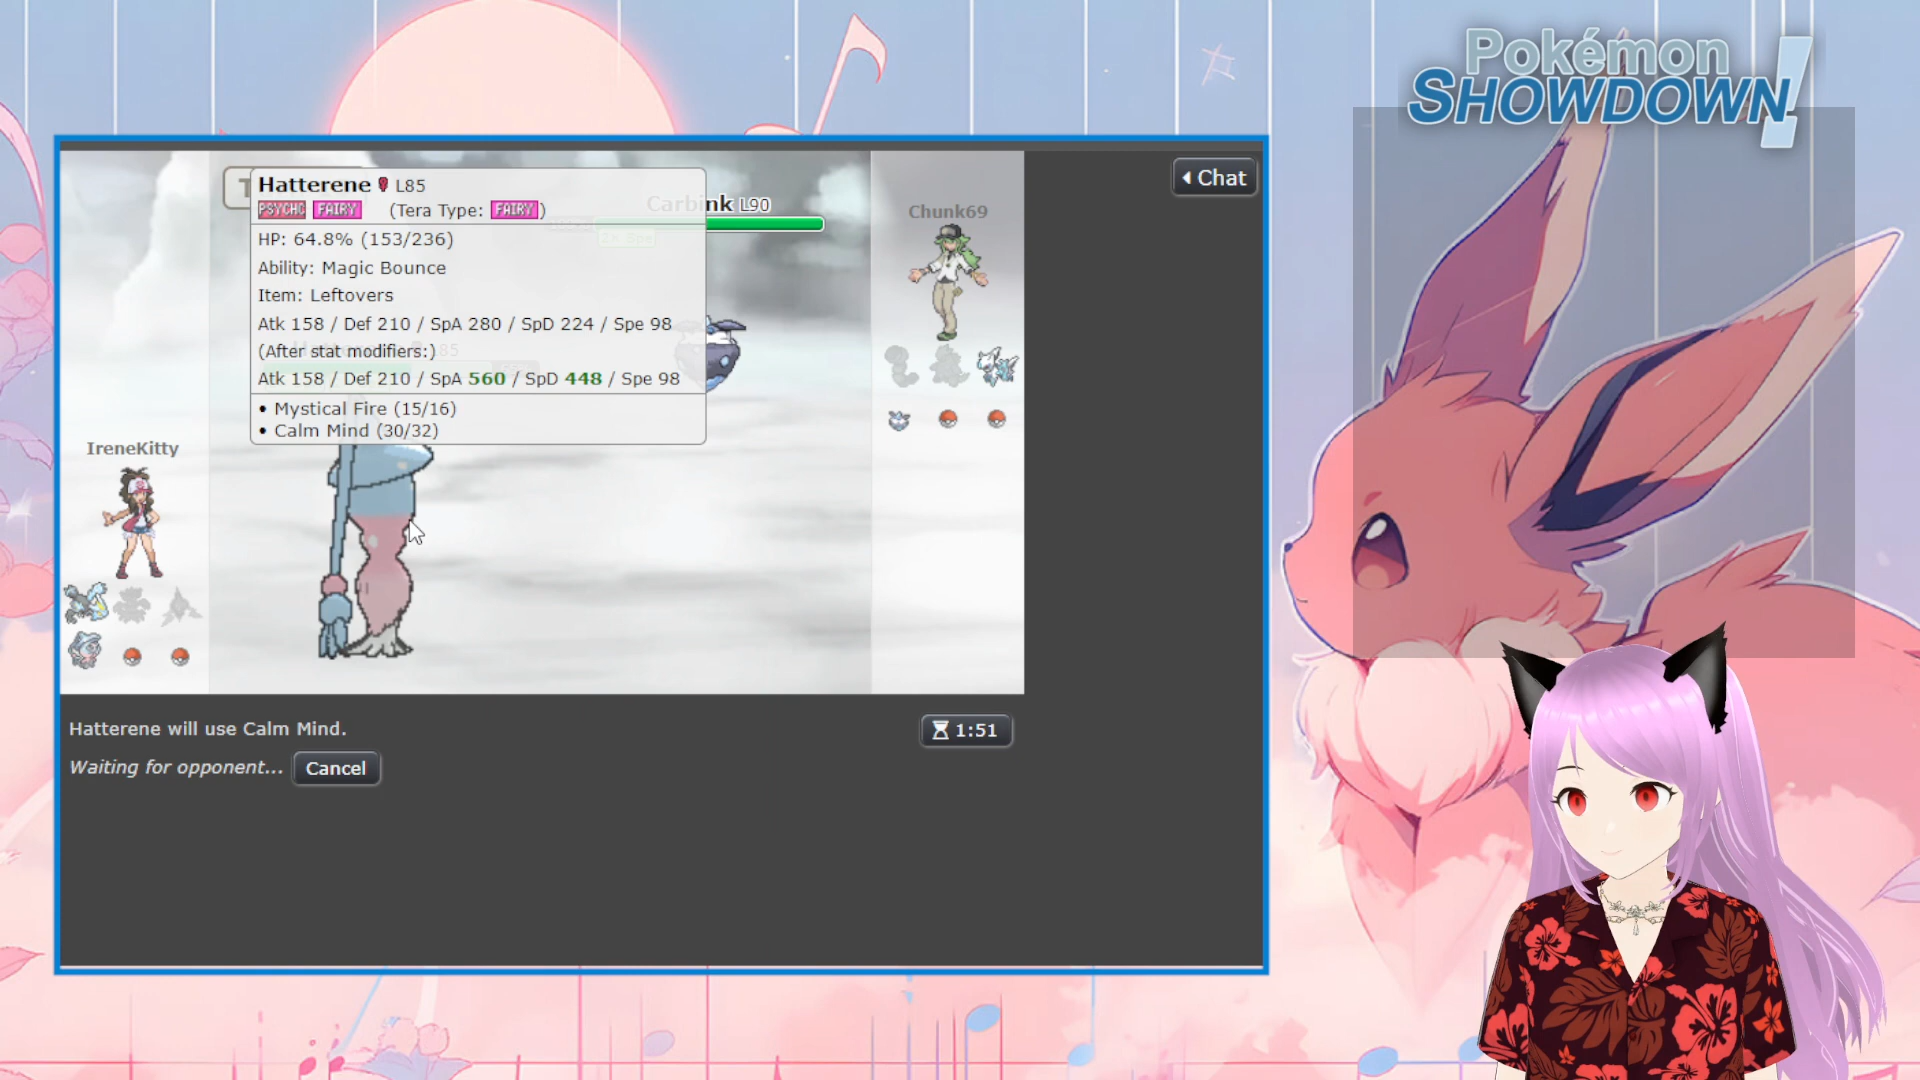 Pokémon
SHOWDOWN!
Chat
Hatterene L85
PSYCHC FAIRY (Tera Type: FAIRY)
HP: 64.8% (153/236)
Ability: Magic Bounce
Item: Leftovers
Atk 158 / Def 210 / SpA 280 / SpD 224 / Spe 98
(After stat modifiers:)
Atk 158 / Def 210 / SpA 560 / SpD 448 / Spe 98
• Mystical Fire (15/16)
• Calm Mind (30/32)
Carbink L90
Chunk69
IreneKitty
Hatterene will use Calm Mind.
1:51
Waiting for opponent... Cancel